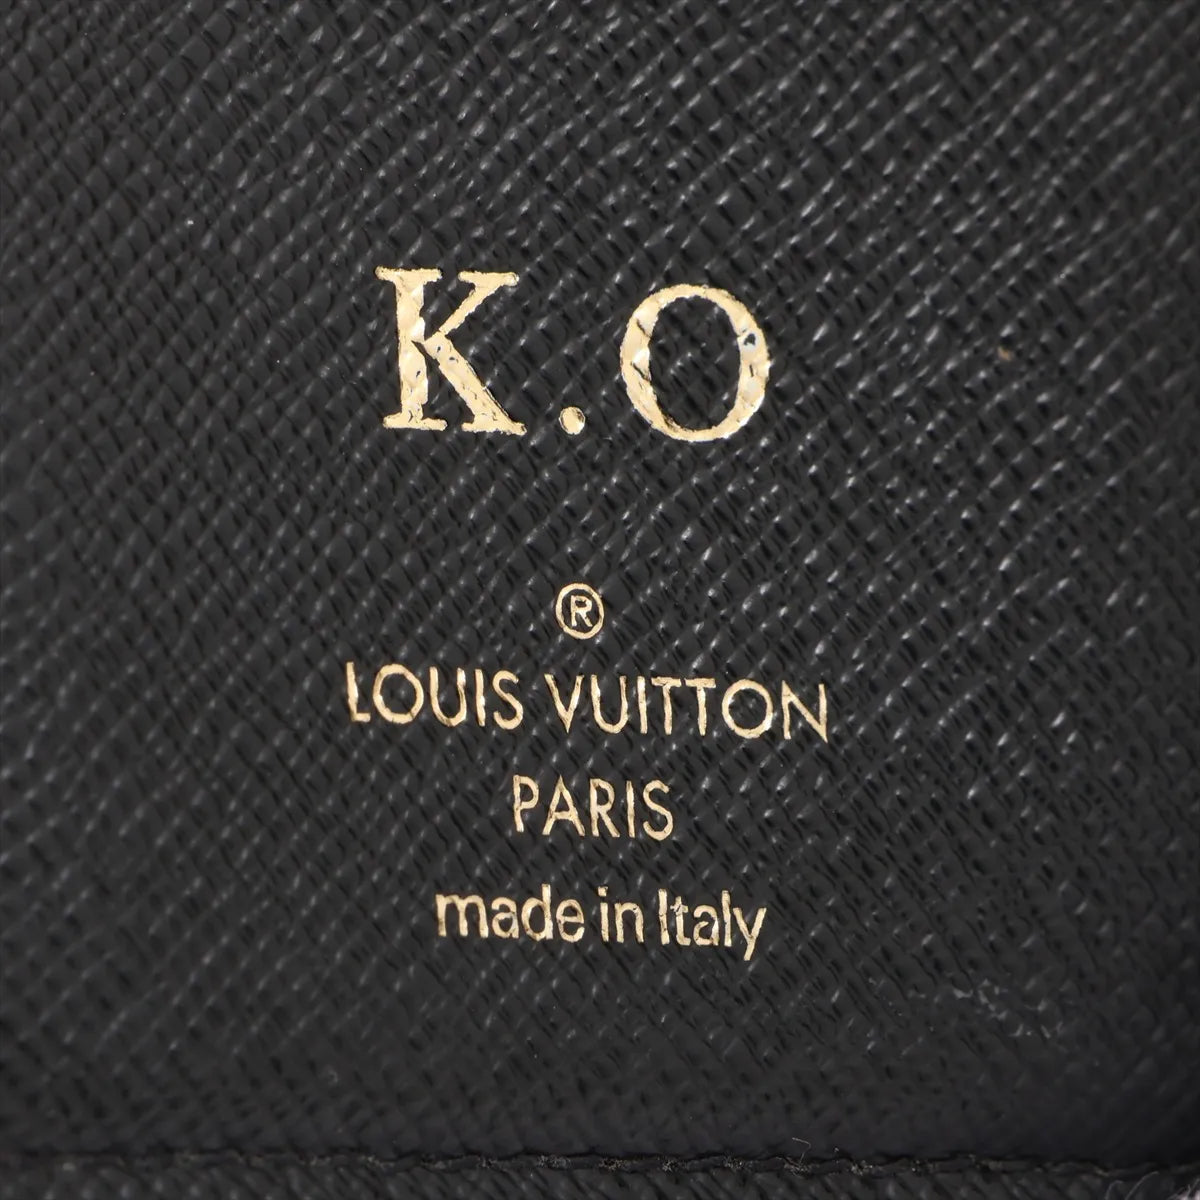 K.O
®
LOUIS VUITTON
PARIS
made in Italy